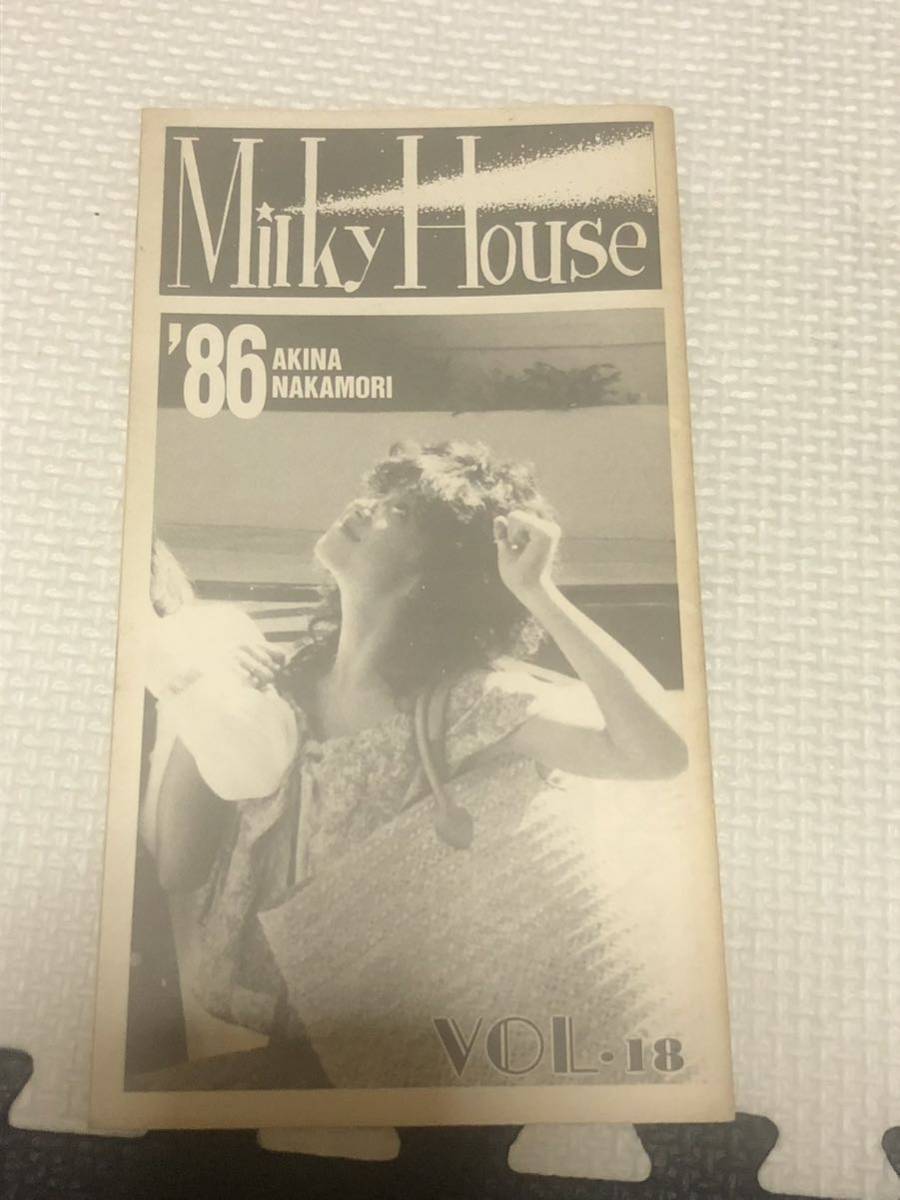 Milky House
'86 AKINA
NAKAMORI
VOL·18